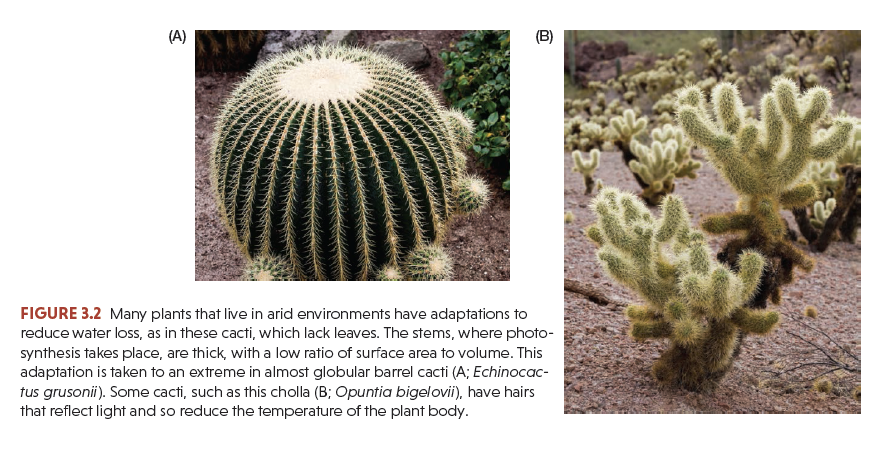 (A)
(B)
FIGURE 3.2 Many plants that live in arid environments have adaptations to
reduce water loss, as in these cacti, which lack leaves. The stems, where photo-
synthesis takes place, are thick, with a low ratio of surface area to volume. This
adaptation is taken to an extreme in almost globular barrel cacti (A; Echinocac-
tus grusonii). Some cacti, such as this cholla (B; Opuntia bigelovii), have hairs
that reflect light and so reduce the temperature of the plant body.